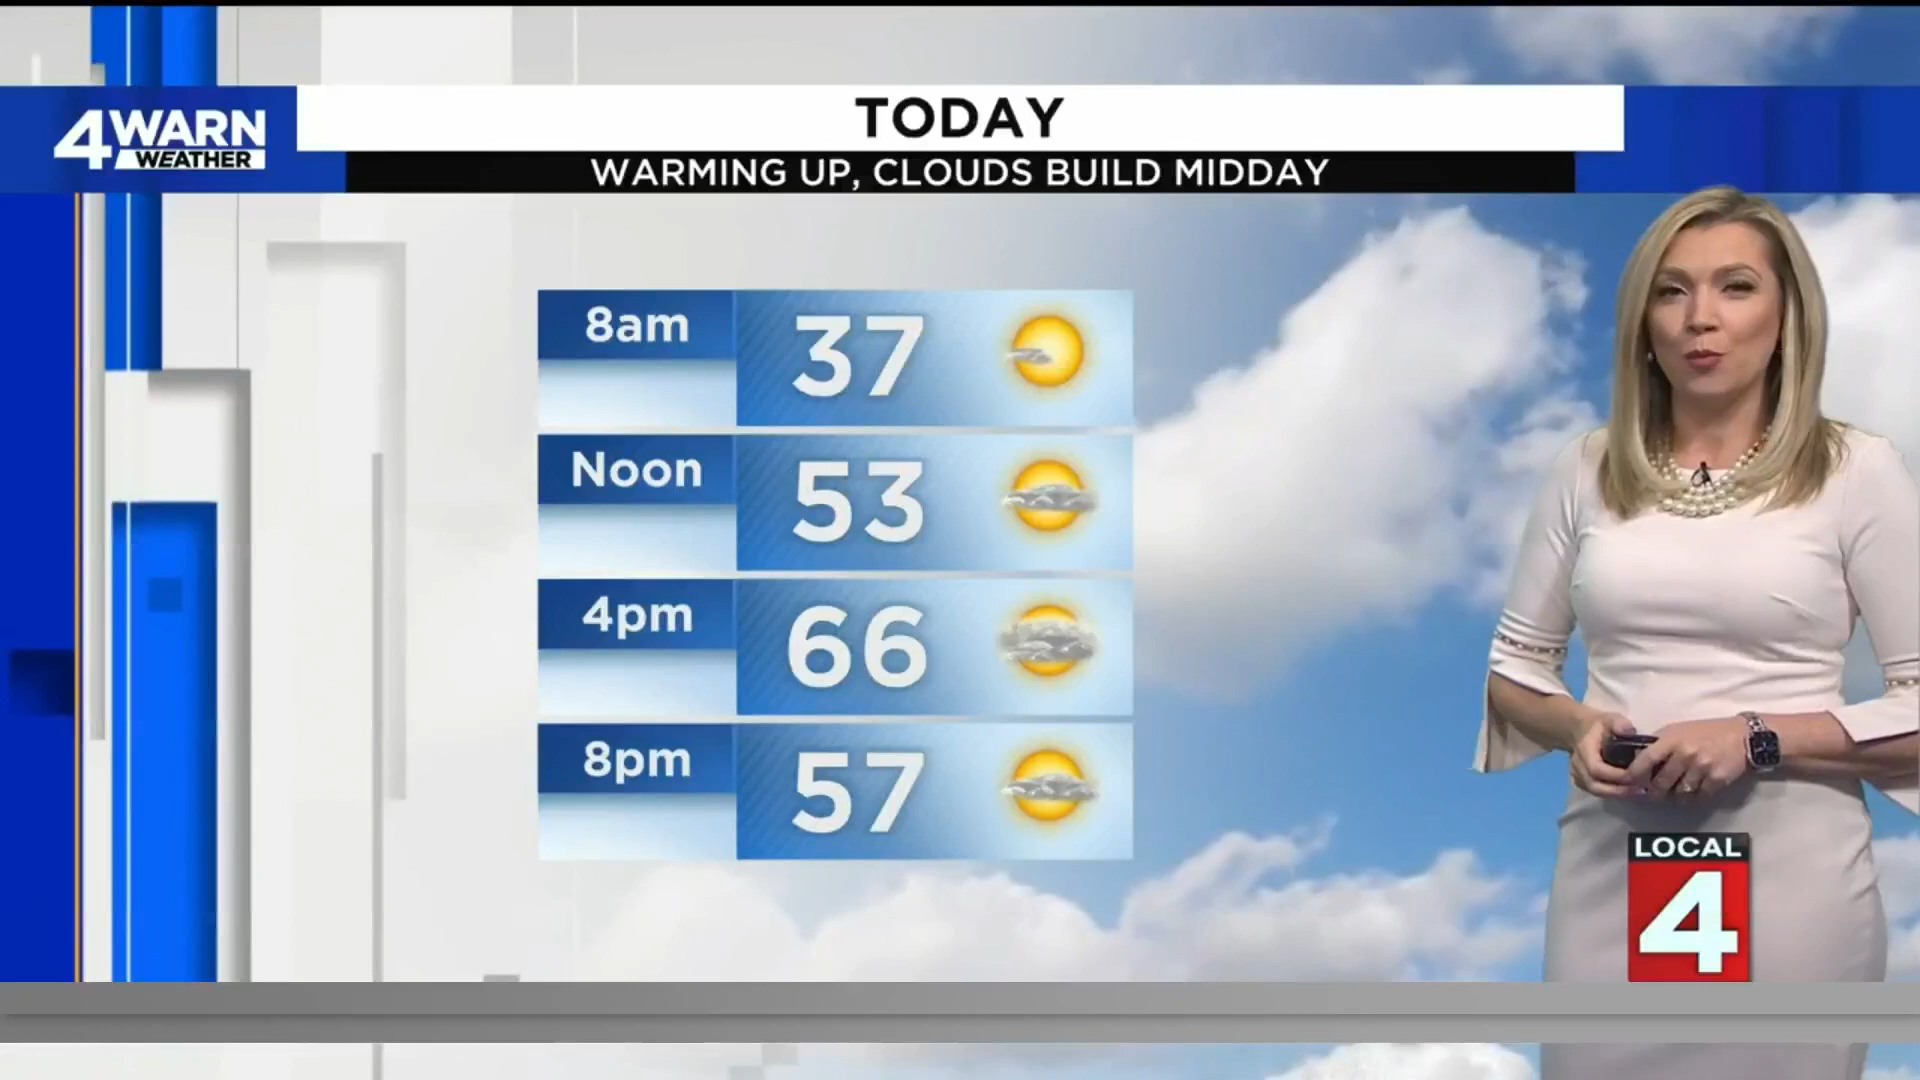 TODAY
4WARN
WEATHER
WARMING UP, CLOUDS BUILD MIDDAY
8am 37
Noon 53
4pm 66
8pm 57
LOCAL
4